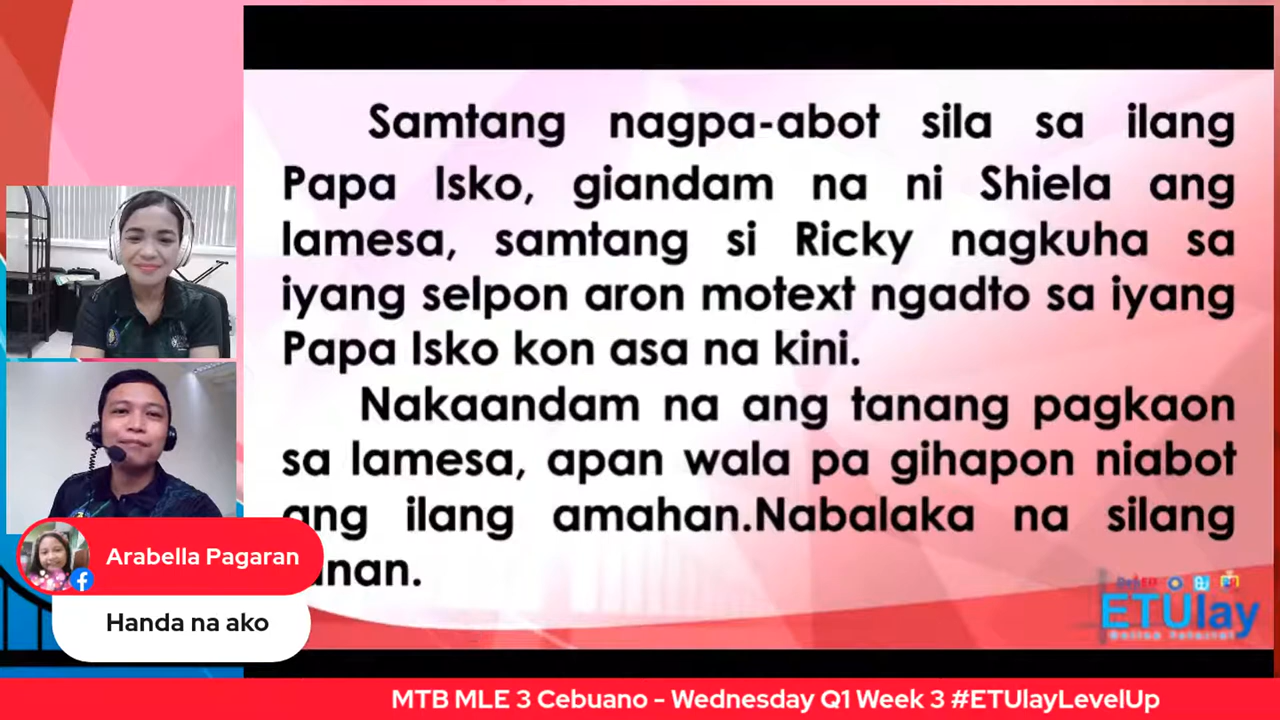 Samtang nagpa-abot sila sa ilang
Papa Isko, giandam na ni Shiela ang
lamesa, samtang si Ricky nagkuha sa
iyang selpon aron motext ngadto sa iyang
Papa Isko kon asa na kini.
Nakaandam na ang tanang pagkaon
sa lamesa, apan wala pa gihapon niabot
ang ilang amahan.Nabalaka na silang
Arabella Pagaran
Handa na ako
DepEd
ETUlay
MTB MLE 3 Cebuano - Wednesday Q1 Week 3 #ETUlayLevelUp